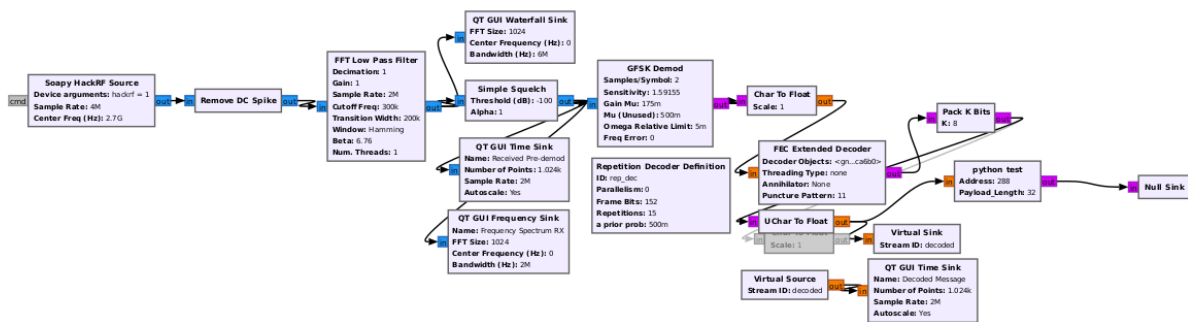 cmd
Soapy HackRF Source
Device arguments: hackrf = 1
Sample Rate: 4M
Center Freq (Hz): 2.7G
out
in
Remove DC Spike
out
in
FFT Low Pass Filter
Decimation: 1
Gain: 1
Sample Rate: 2M
Cutoff Freq: 300k
Transition Width: 200k
Window: Hamming
Beta: 6.76
Num. Threads: 1
out
in
QT GUI Waterfall Sink
FFT Size: 1024
Center Frequency (Hz): 0
Bandwidth (Hz): 6M
in
Simple Squelch
Threshold (dB): -100
Alpha: 1
out
in
QT GUI Time Sink
Name: Received Pre-demod
Number of Points: 1.024k
Sample Rate: 2M
Autoscale: Yes
in
QT GUI Frequency Sink
Name: Frequency Spectrum RX
FFT Size: 1024
Center Frequency (Hz): 0
Bandwidth (Hz): 2M
in
GFSK Demod
Samples/Symbol: 2
Sensitivity: 1.59155
Gain Mu: 175m
Mu (Unused): 500m
Omega Relative Limit: 5m
Freq Error: 0
out
Repetition Decoder Definition
ID: rep_dec
Parallelism: 0
Frame Bits: 152
Repetitions: 15
a prior prob: 500m
in
Char To Float
Scale: 1
out
in
FEC Extended Decoder
Decoder Objects: <gn...ca6b0>
Threading Type: none
Annihilator: None
Puncture Pattern: 11
out
in
UChar To Float
out
in
Char To Float
Scale: 1
in
Pack K Bits
K: 8
out
in
python test
Address: 288
Payload_Length: 32
out
in
Null Sink
in
Virtual Sink
Stream ID: decoded
Virtual Source
Stream ID: decoded
out
in
QT GUI Time Sink
Name: Decoded Message
Number of Points: 1.024k
Sample Rate: 2M
Autoscale: Yes